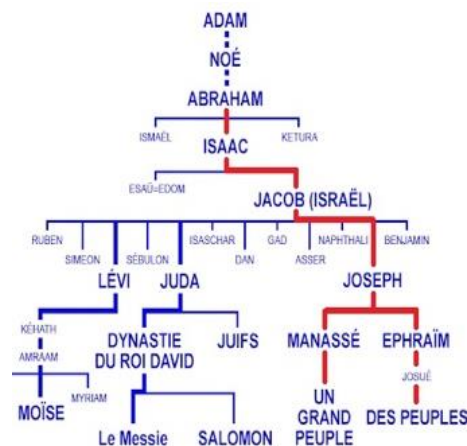 ADAM
NOÉ
ABRAHAM
ISMAËL
KETURA
ISAAC
ESAÜ=EDOM
JACOB (ISRAËL)
RUBEN
SIMEON
SÉBULON
ISASCHAR
DAN
GAD
ASSER
NAPHTHALI
BENJAMIN
LÉVI
JUDA
JOSEPH
KÉHATH
AMRAAM
MYRIAM
MOÏSE
DYNASTIE
DU ROI DAVID
JUIFS
MANASSÉ
EPHRAÏM
JOSUÉ
Le Messie
SALOMON
UN
GRAND
PEUPLE
DES PEUPLES